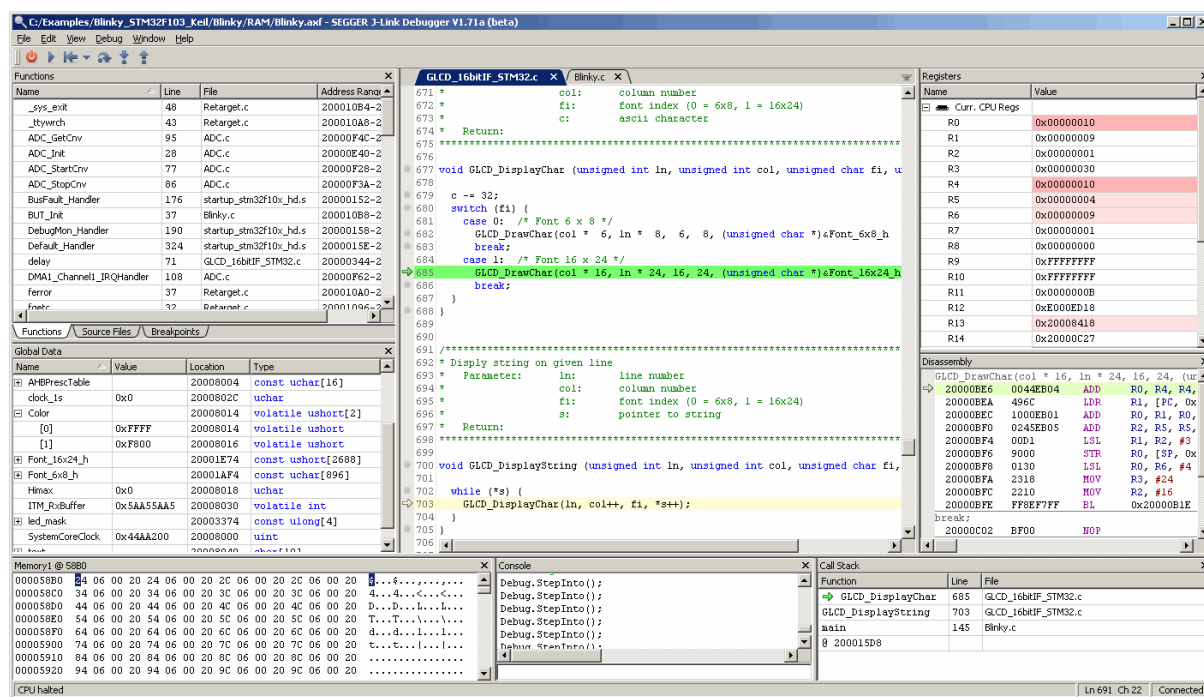 C:/Examples/Blinky_STM32F103_Keil/Blinky/RAM/Blinky.axf - SEGGER J-Link Debugger V1.71a (beta)
File Edit View Debug Window Help
Functions
Name Line File Address Range
_sys_exit 48 Retarget.c 200010B4-2
_ttywrch 43 Retarget.c 200010A8-2
ADC_GetCnv 95 ADC.c 20000F4C-2
ADC_Init 28 ADC.c 20000E40-2
ADC_StartCnv 77 ADC.c 20000F28-2
ADC_StopCnv 86 ADC.c 20000F3A-2
BusFault_Handler 176 startup_stm32f10x_hd.s 20000152-2
BUT_Init 37 Blinky.c 200010B8-2
DebugMon_Handler 190 startup_stm32f10x_hd.s 20000158-2
Default_Handler 324 startup_stm32f10x_hd.s 2000015E-2
delay 71 GLCD_16bitIF_STM32.c 20000344-2
DMA1_Channel1_IRQHandler 108 ADC.c 20000F62-2
ferror 37 Retarget.c 200010A0-2
fgetc 32 Retarget.c 20001096-2
Functions Source Files Breakpoints
Global Data
Name Value Location Type
AHBPrescTable 20008004 const uchar[16]
clock_1s 0x0 2000802C uchar
Color 20008014 volatile ushort[2]
[0] 0xFFFF 20008014 volatile ushort
[1] 0xF800 20008016 volatile ushort
Font_16x24_h 20001E74 const ushort[2688]
Font_6x8_h 20001AF4 const uchar[896]
Himax 0x0 20008018 uchar
ITM_RxBuffer 0x5AA55AA5 20008030 volatile int
led_mask 20003374 const ulong[4]
SystemCoreClock 0x44AA200 20008000 uint
text 20008040 char[10]
GLCD_16bitIF_STM32.c Blinky.c
671 * col: column number
672 * fi: font index (0 = 6x8, 1 = 16x24)
673 * c: ascii character
674 * Return:
675 ******************************************************************************
676
677 void GLCD_DisplayChar (unsigned int ln, unsigned int col, unsigned char fi, u
678
679 c -= 32;
680 switch (fi) {
681 case 0: /* Font 6 x 8 */
682 GLCD_DrawChar(col * 6, ln * 8, 6, 8, (unsigned char *)&Font_6x8_h
683 break;
684 case 1: /* Font 16 x 24 */
685 GLCD_DrawChar(col * 16, ln * 24, 16, 24, (unsigned char *)&Font_16x24_h
686 break;
687 }
688 }
689
690
691 /*****************************************************************************
692 * Disply string on given line
693 * Parameter: ln: line number
694 * col: column number
695 * fi: font index (0 = 6x8, 1 = 16x24)
696 * s: pointer to string
697 * Return:
698 ******************************************************************************
699
700 void GLCD_DisplayString (unsigned int ln, unsigned int col, unsigned char fi,
701
702 while (*s) {
703 GLCD_DisplayChar(ln, col++, fi, *s++);
704 }
705 }
706
Registers
Name Value
Curr. CPU Regs
R0 0x00000010
R1 0x00000009
R2 0x00000001
R3 0x00000030
R4 0x00000010
R5 0x00000004
R6 0x00000009
R7 0x00000001
R8 0x00000000
R9 0xFFFFFFFF
R10 0xFFFFFFFF
R11 0x0000000B
R12 0xE000ED18
R13 0x20008418
R14 0x20000C27
Disassembly
GLCD_DrawChar(col * 16, ln * 24, 16, 24, (ur
20000BE6 0044EB04 ADD R0, R4, R4,
20000BEA 496C LDR R1, [PC, 0x
20000BEC 1000EB01 ADD R0, R1, R0,
20000BF0 0245EB05 ADD R2, R5, R5,
20000BF4 00D1 LSL R1, R2, #3
20000BF6 9000 STR R0, [SP, 0x
20000BF8 0130 LSL R0, R6, #4
20000BFA 2318 MOV R3, #24
20000BFC 2210 MOV R2, #16
20000BFE FF8EF7FF BL 0x20000B1E
break;
20000C02 BF00 NOP
Memory1 @ 58B0
000058B0 24 06 00 20 24 06 00 20 2C 06 00 20 2C 06 00 20 $...$...,...,...
000058C0 34 06 00 20 34 06 00 20 3C 06 00 20 3C 06 00 20 4...4...<...<...
000058D0 44 06 00 20 44 06 00 20 4C 06 00 20 4C 06 00 20 D...D...L...L...
000058E0 54 06 00 20 54 06 00 20 5C 06 00 20 5C 06 00 20 T...T...\...\...
000058F0 64 06 00 20 64 06 00 20 6C 06 00 20 6C 06 00 20 d...d...l...l...
00005900 74 06 00 20 74 06 00 20 7C 06 00 20 7C 06 00 20 t...t...|...|...
00005910 84 06 00 20 84 06 00 20 8C 06 00 20 8C 06 00 20 ................
00005920 94 06 00 20 94 06 00 20 9C 06 00 20 9C 06 00 20 ................
Console
Debug.StepInto();
Debug.StepInto();
Debug.StepInto();
Debug.StepInto();
Debug.StepInto();
Debug.StepInto();
Call Stack
Function Line File
GLCD_DisplayChar 685 GLCD_16bitIF_STM32.c
GLCD_DisplayString 703 GLCD_16bitIF_STM32.c
main 145 Blinky.c
@ 200015D8
CPU halted
Ln 691 Ch 22 Connected